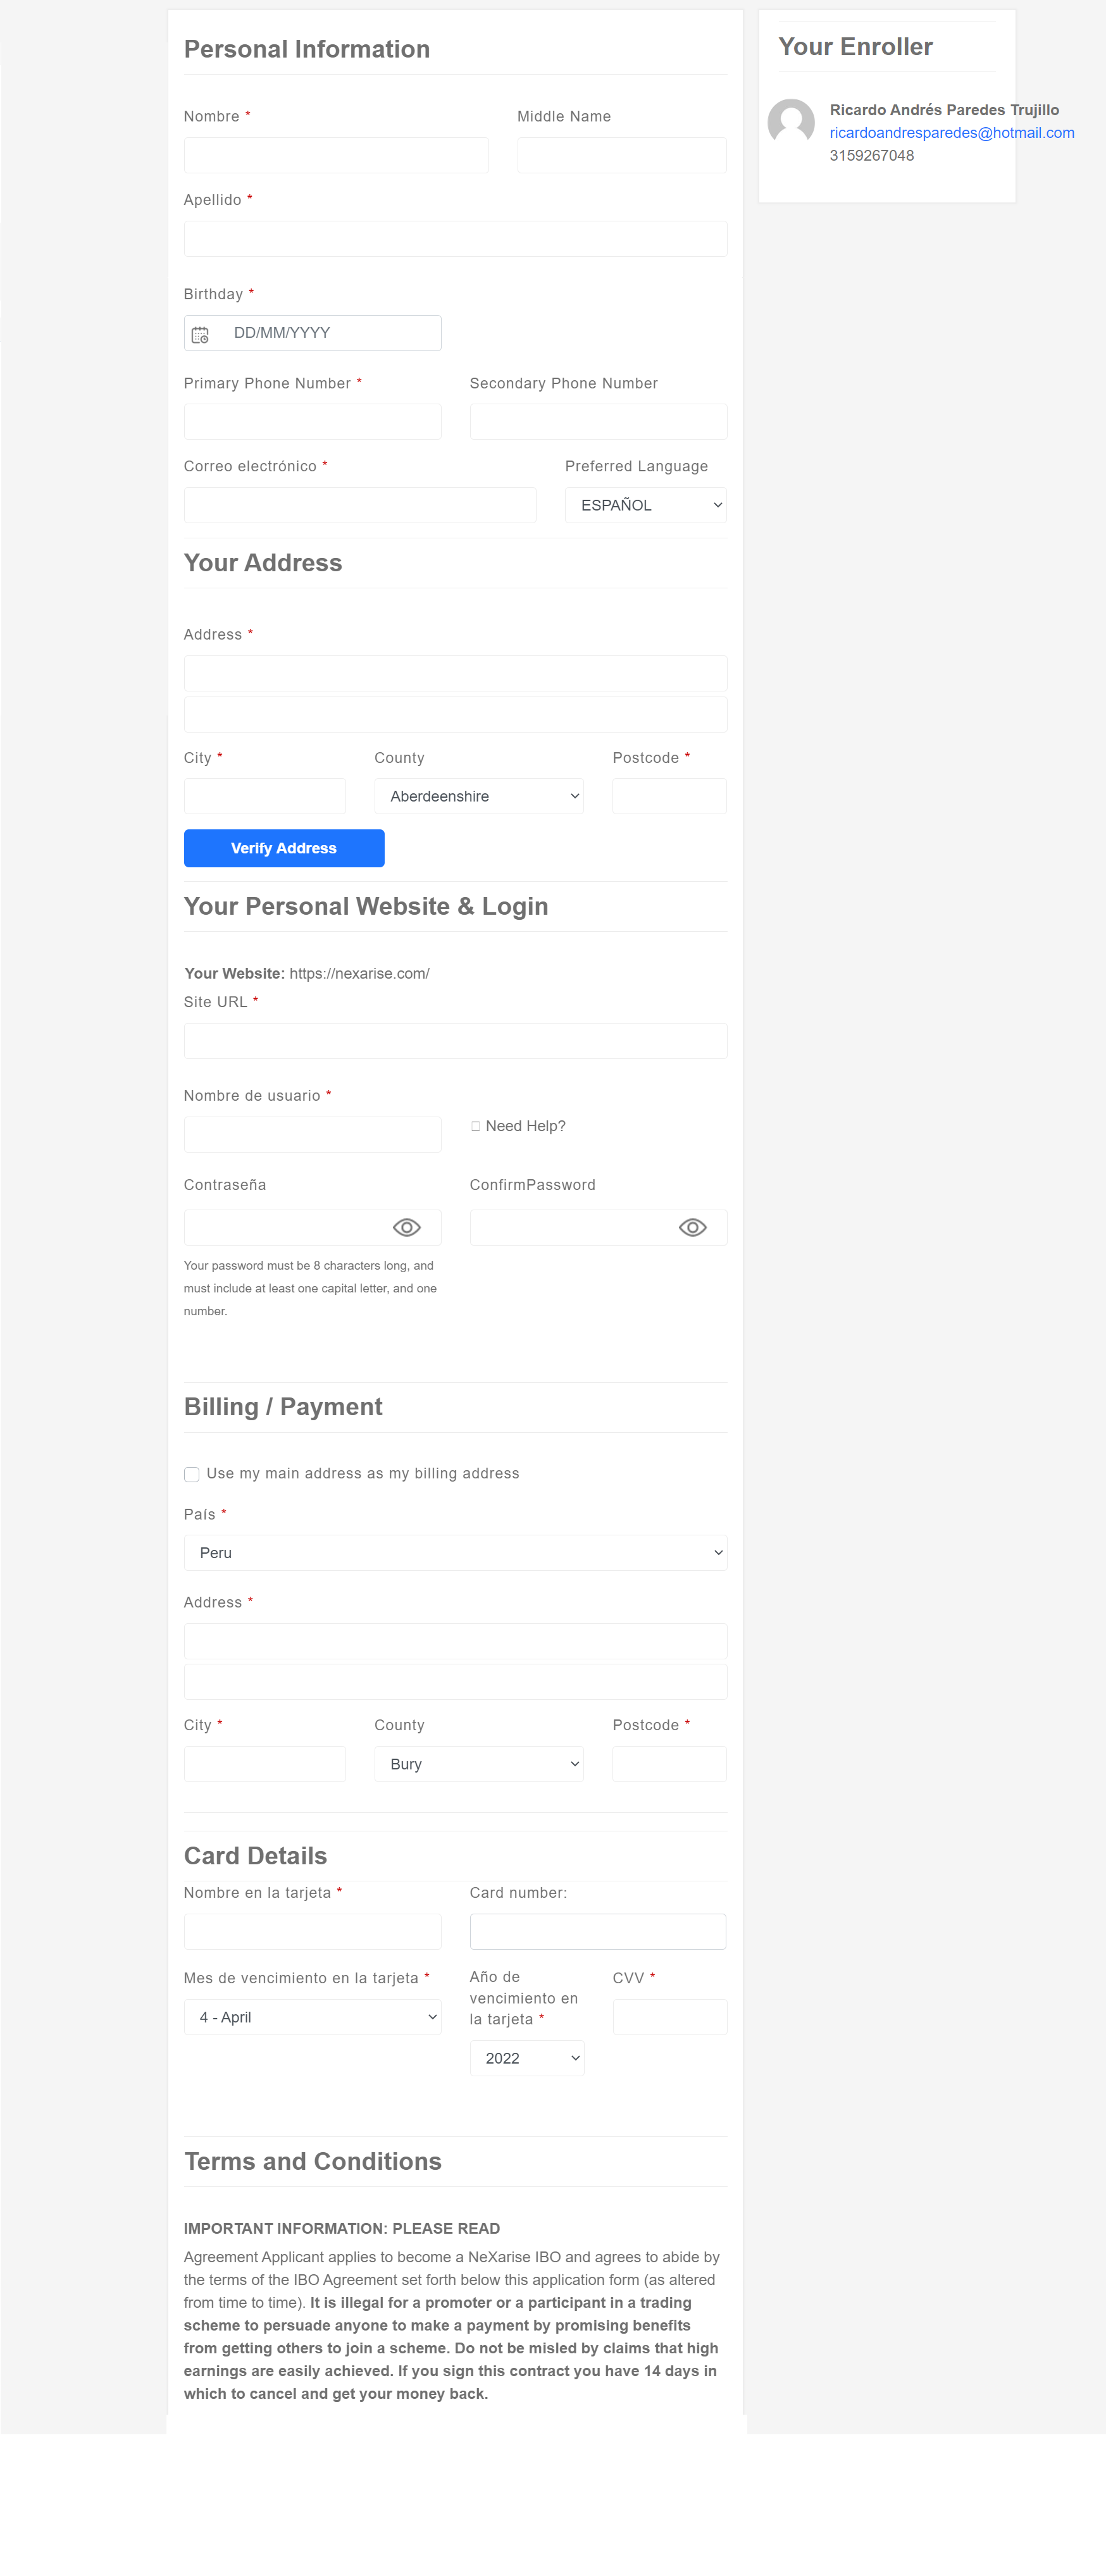 Personal Information
Nombre *
Middle Name
Apellido *
Birthday *
DD/MM/YYYY
Primary Phone Number *
Secondary Phone Number
Correo electrónico *
Preferred Language
ESPAÑOL
Your Address
Address *
City *
County
Postcode *
Aberdeenshire
Verify Address
Your Personal Website & Login
Your Website: https://nexarise.com/
Site URL *
Nombre de usuario *
Need Help?
Contraseña
ConfirmPassword
Your password must be 8 characters long, and
must include at least one capital letter, and one
number.
Billing / Payment
Use my main address as my billing address
País *
Peru
Address *
City *
County
Postcode *
Bury
Card Details
Nombre en la tarjeta *
Card number:
Mes de vencimiento en la tarjeta *
4 - April
Año de
vencimiento en
la tarjeta *
2022
CVV *
Terms and Conditions
IMPORTANT INFORMATION: PLEASE READ
Agreement Applicant applies to become a NeXarise IBO and agrees to abide by
the terms of the IBO Agreement set forth below this application form (as altered
from time to time). It is illegal for a promoter or a participant in a trading
scheme to persuade anyone to make a payment by promising benefits
from getting others to join a scheme. Do not be misled by claims that high
earnings are easily achieved. If you sign this contract you have 14 days in
which to cancel and get your money back.
Your Enroller
Ricardo Andrés Paredes Trujillo
ricardoandresparedes@hotmail.com
3159267048